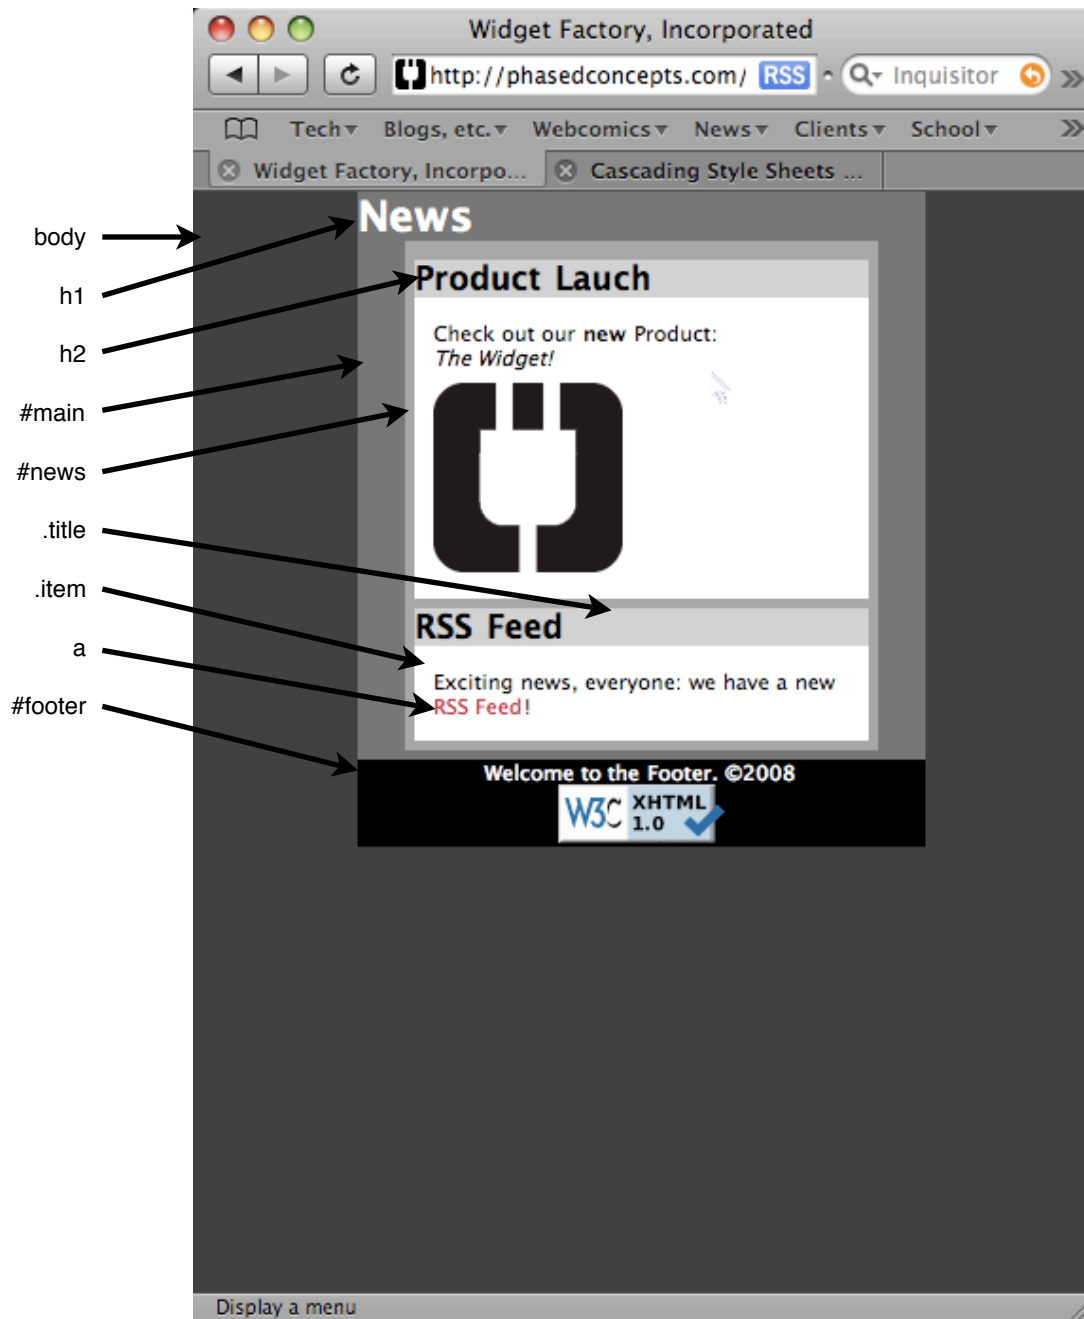 Widget Factory, Incorporated
http://phasedconcepts.com/ RSS Inquisitor
Tech Blogs, etc. Webcomics News Clients School
Widget Factory, Incorpo... Cascading Style Sheets ...
News
body
h1
h2
#main
#news
.title
.item
a
#footer
Product Lauch
Check out our new Product:
The Widget!
RSS Feed
Exciting news, everyone: we have a new
RSS Feed!
Welcome to the Footer. ©2008
W3C XHTML
1.0
Display a menu